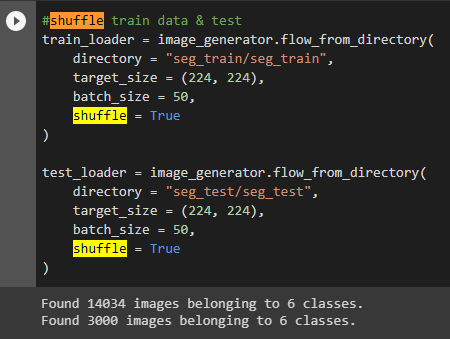 #shuffle train data & test
train_loader = image_generator.flow_from_directory(
    directory = "seg_train/seg_train",
    target_size = (224, 224),
    batch_size = 50,
    shuffle = True
)

test_loader = image_generator.flow_from_directory(
    directory = "seg_test/seg_test",
    target_size = (224, 224),
    batch_size = 50,
    shuffle = True
)
Found 14034 images belonging to 6 classes.
Found 3000 images belonging to 6 classes.